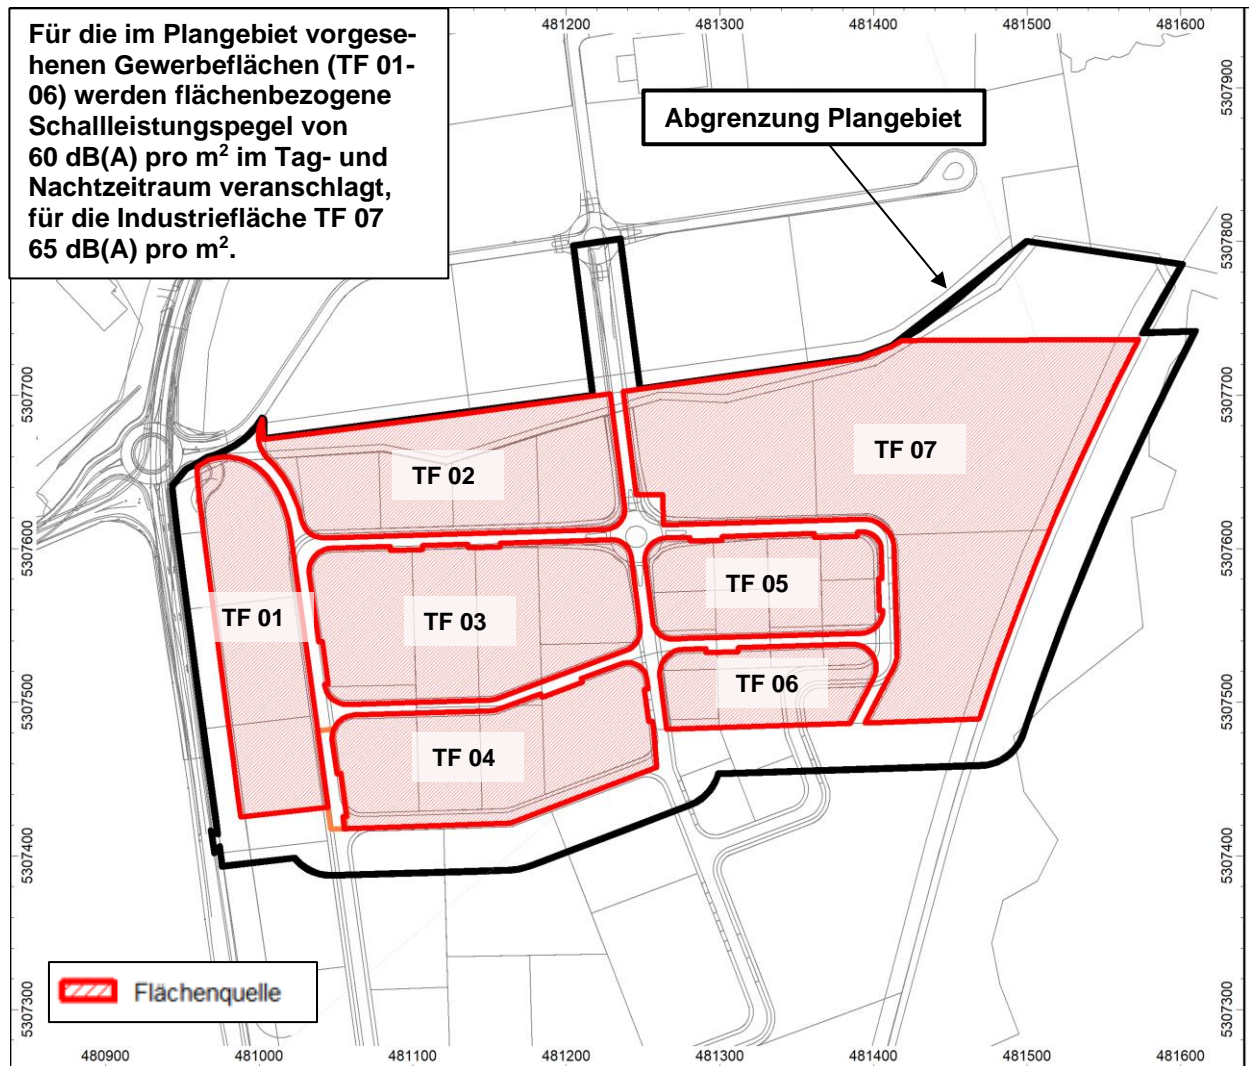 481200 481300 481400 481500 481600
Für die im Plangebiet vorgese-
henen Gewerbeflächen (TF 01-
06) werden flächenbezogene
Schallleistungspegel von
60 dB(A) pro m² im Tag- und
Nachtzeitraum veranschlagt,
für die Industriefläche TF 07
65 dB(A) pro m².
Abgrenzung Plangebiet
5307900
5307800
5307700 5307700
TF 07
TF 02
5307600 5307600
TF 05
TF 01
TF 03
TF 06
5307500 5307500
TF 04
5307400 5307400
Flächenquelle
5307300 5307300
480900 481000 481100 481200 481300 481400 481500 481600